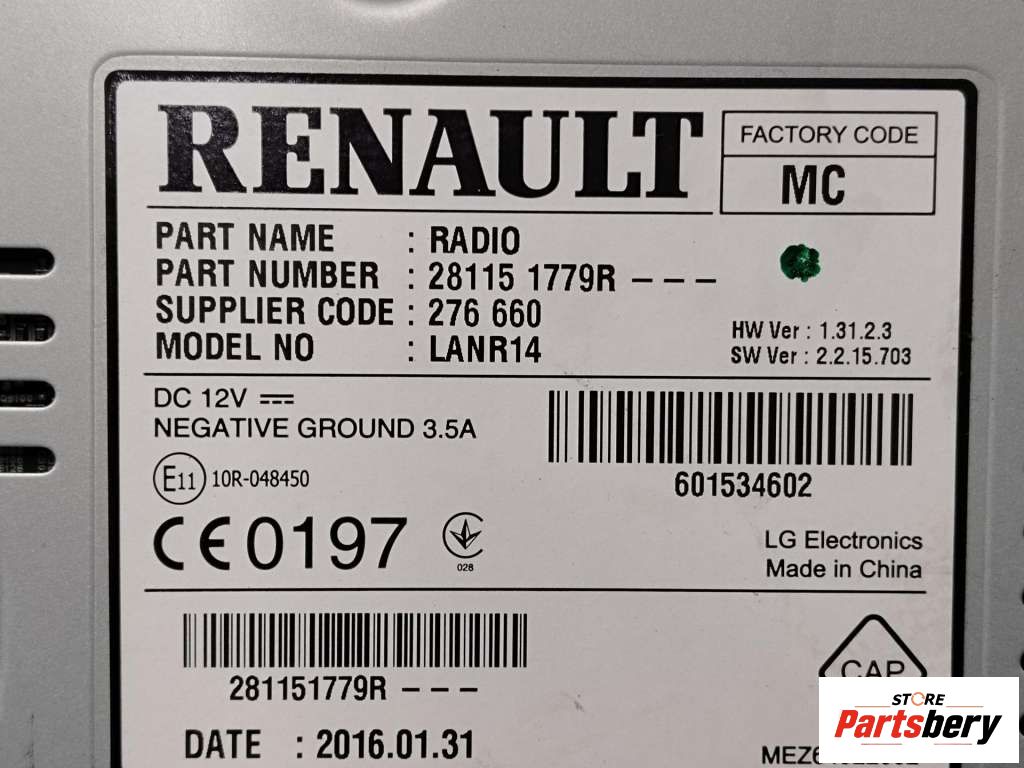 RENAULT
FACTORY CODE
MC
PART NAME : RADIO
PART NUMBER : 28115 1779R - - -
SUPPLIER CODE : 276 660
MODEL NO : LANR14
HW Ver : 1.31.2.3
SW Ver : 2.2.15.703
DC 12V
NEGATIVE GROUND 3.5A
E11 10R-048450
601534602
CE 0197
028
LG Electronics
Made in China
281151779R - - -
CAP
DATE : 2016.01.31
STORE
Partsbery